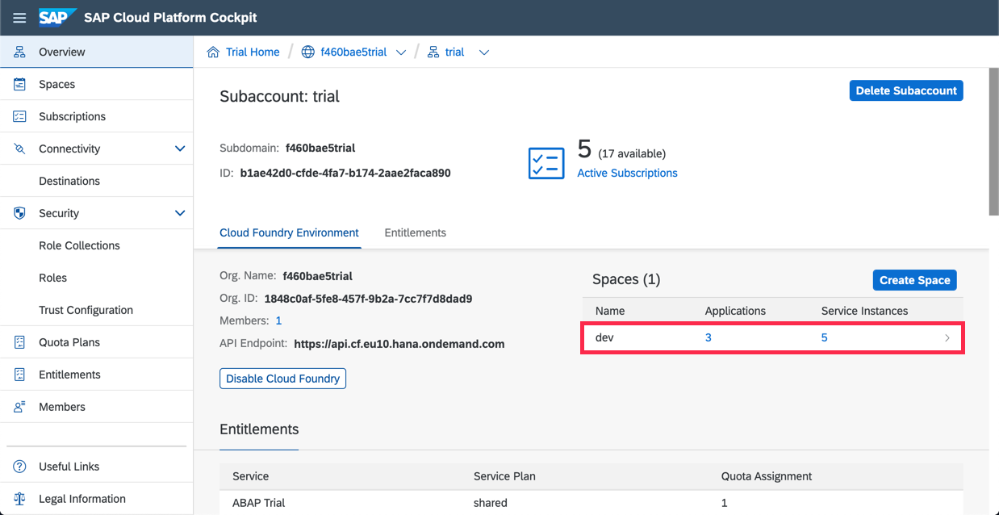 SAP SAP Cloud Platform Cockpit
Overview
Spaces
Subscriptions
Connectivity
Destinations
Security
Role Collections
Roles
Trust Configuration
Quota Plans
Entitlements
Members
Useful Links
Legal Information
Trial Home / f460bae5trial / trial
Subaccount: trial
Delete Subaccount
Subdomain: f460bae5trial
ID: b1ae42d0-cfde-4fa7-b174-2aae2faca890
5 (17 available)
Active Subscriptions
Cloud Foundry Environment Entitlements
Org. Name: f460bae5trial
Org. ID: 1848c0af-5fe8-457f-9b2a-7cc7f7d8dad9
Members: 1
API Endpoint: https://api.cf.eu10.hana.ondemand.com
Disable Cloud Foundry
Spaces (1)
Create Space
Name Applications Service Instances
dev 3 5
Entitlements
Service Service Plan Quota Assignment
ABAP Trial shared 1